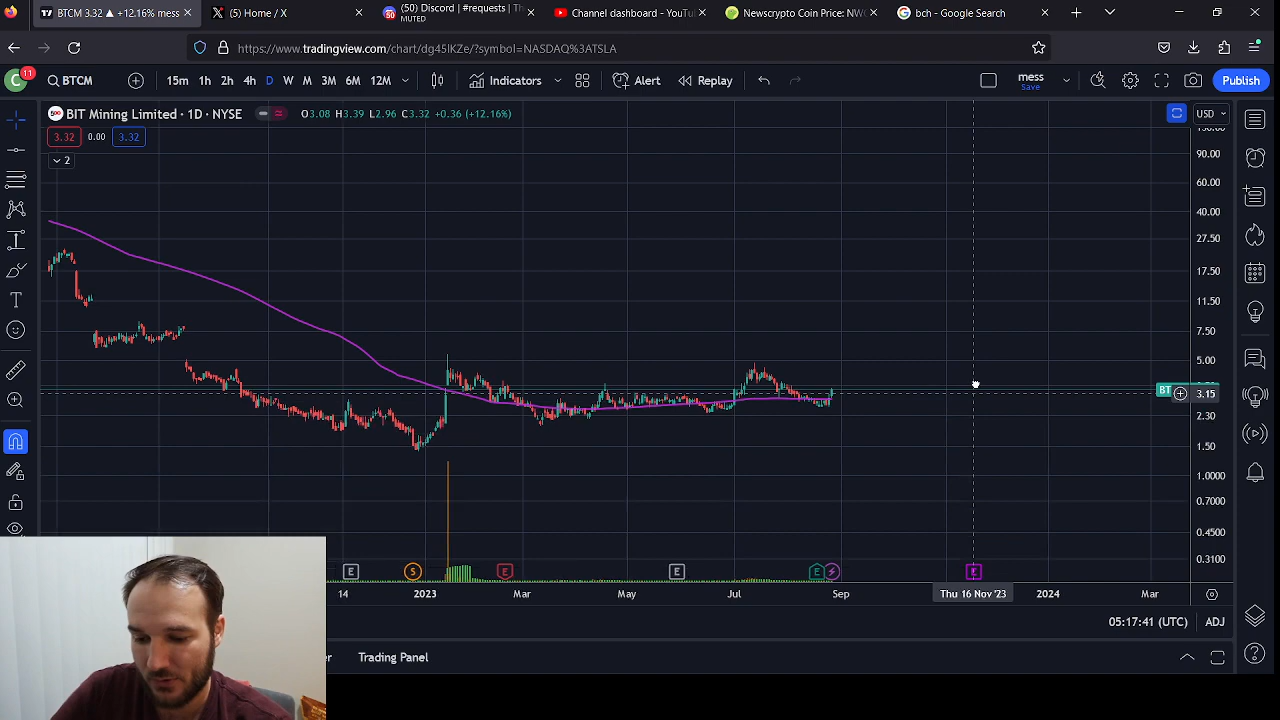 BTCM 3.32 ▲ +12.16% mess
(5) Home / X
(50) Discord | #requests | Th
MUTED
Channel dashboard - YouTu
Newscrypto Coin Price: NWC
bch - Google Search
https://www.tradingview.com/chart/dg45lKZe/?symbol=NASDAQ%3ATSLA
C 11
BTCM
15m 1h 2h 4h D W M 3M 6M 12M
Indicators
Alert
Replay
mess
Save
Publish
BIT Mining Limited · 1D · NYSE
O3.08 H3.39 L2.96 C3.32 +0.36 (+12.16%)
USD
3.32 0.00 3.32
2
90.00
60.00
40.00
27.50
17.50
11.50
7.50
5.00
BT
3.15
2.30
1.50
1.0000
0.7000
0.4500
0.3100
E S E E E E
14 2023 Mar May Jul Sep Thu 16 Nov '23 2024 Mar
05:17:41 (UTC) ADJ
Trading Panel